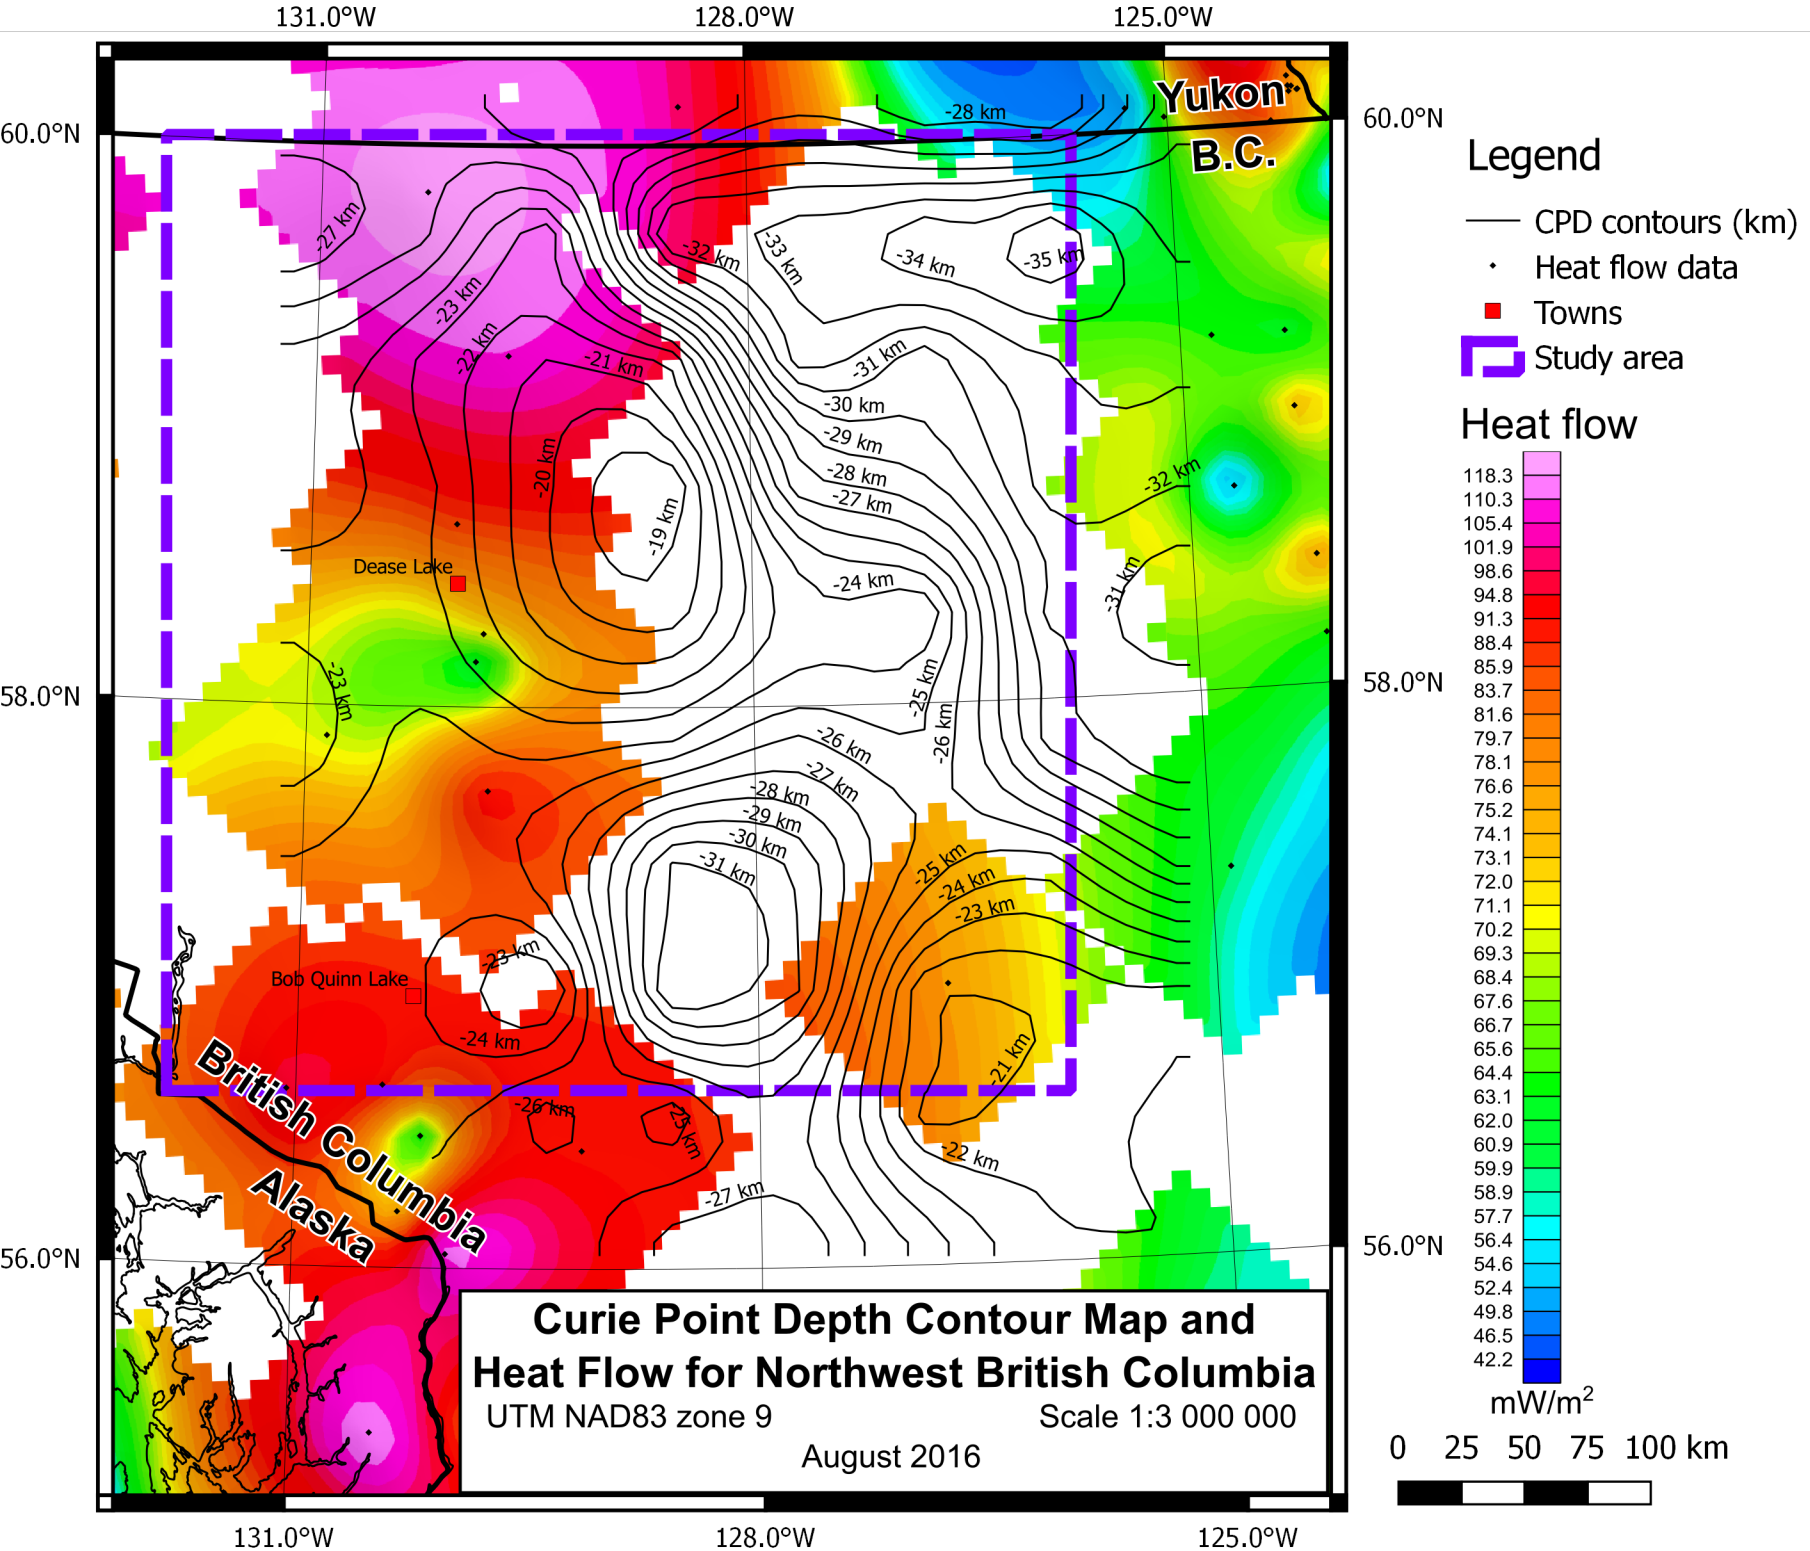 131.0°W
128.0°W
125.0°W
60.0°N
60.0°N
Yukon
B.C.
-28 km
-27 km
-32 km
-33 km
-34 km
-35 km
-23 km
-22 km
-21 km
-31 km
-30 km
-29 km
-28 km
-27 km
-20 km
-19 km
-32 km
Dease Lake
-24 km
-31 km
-23 km
58.0°N
58.0°N
-25 km
-26 km
-26 km
-27 km
-28 km
-29 km
-30 km
-31 km
-25 km
-24 km
-23 km
-23 km
Bob Quinn Lake
-24 km
-21 km
British Columbia
Alaska
-26 km
-25 km
-22 km
-27 km
56.0°N
56.0°N
Curie Point Depth Contour Map and
Heat Flow for Northwest British Columbia
UTM NAD83 zone 9
Scale 1:3 000 000
August 2016
131.0°W
128.0°W
125.0°W
Legend
CPD contours (km)
Heat flow data
Towns
Study area
Heat flow
118.3
110.3
105.4
101.9
98.6
94.8
91.3
88.4
85.9
83.7
81.6
79.7
78.1
76.6
75.2
74.1
73.1
72.0
71.1
70.2
69.3
68.4
67.6
66.7
65.6
64.4
63.1
62.0
60.9
59.9
58.9
57.7
56.4
54.6
52.4
49.8
46.5
42.2
mW/m²
0 25 50 75 100 km